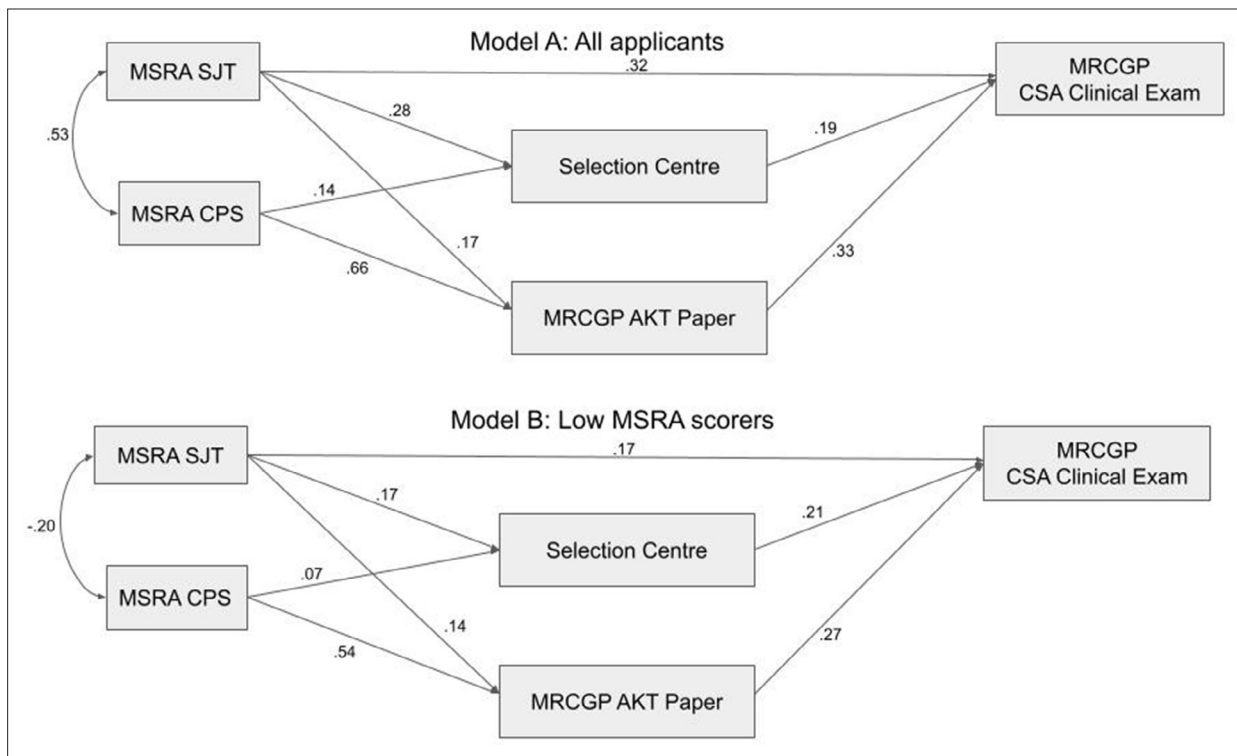 Model A: All applicants
MSRA SJT
.32
MRCGP
CSA Clinical Exam
.28
.53
Selection Centre
.19
.14
MSRA CPS
.17
.66
.33
MRCGP AKT Paper
Model B: Low MSRA scorers
MSRA SJT
.17
MRCGP
CSA Clinical Exam
.17
-.20
Selection Centre
.21
.07
MSRA CPS
.14
.54
.27
MRCGP AKT Paper